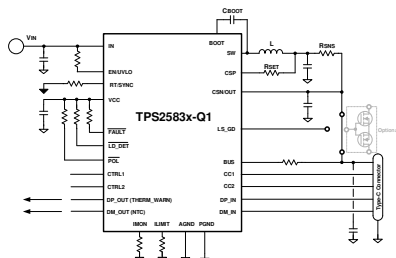 CBOOT
VIN
IN
BOOT
SW
L
RSNS
EN/UVLO
CSP
RSET
RT/SYNC
CSN/OUT
VCC
TPS2583x-Q1
FAULT
LS_GD
LD_DET
POL
BUS
CTRL1
CC1
CTRL2
CC2
DP_OUT (THERM_WARN)
DP_IN
DM_OUT (NTC)
DM_IN
IMON
ILIMIT
AGND
PGND
Type-C Connector